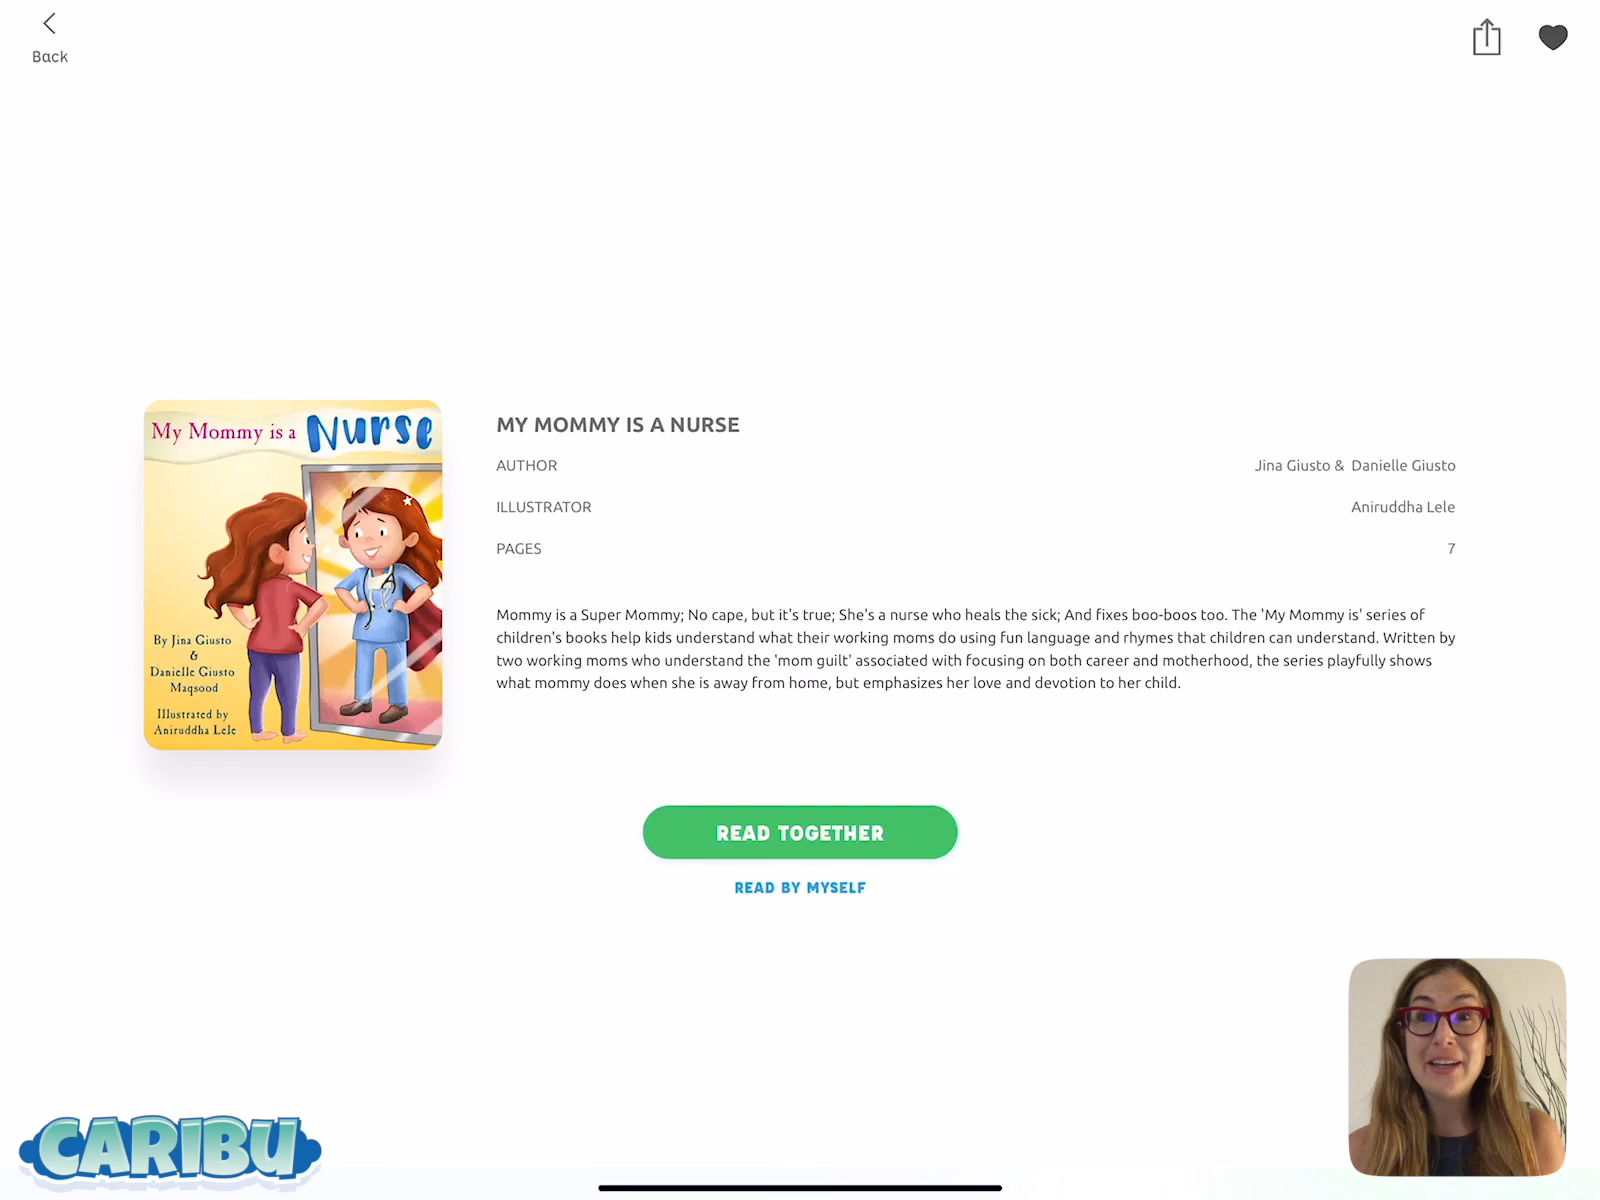 Back
My Mommy is a Nurse
By Jina Giusto
&
Danielle Giusto
Maqsood
Illustrated by
Aniruddha Lele
MY MOMMY IS A NURSE
AUTHOR Jina Giusto & Danielle Giusto
ILLUSTRATOR Aniruddha Lele
PAGES 7
Mommy is a Super Mommy; No cape, but it's true; She's a nurse who heals the sick; And fixes boo-boos too. The 'My Mommy is' series of
children's books help kids understand what their working moms do using fun language and rhymes that children can understand. Written by
two working moms who understand the 'mom guilt' associated with focusing on both career and motherhood, the series playfully shows
what mommy does when she is away from home, but emphasizes her love and devotion to her child.
READ TOGETHER
READ BY MYSELF
CARIBU